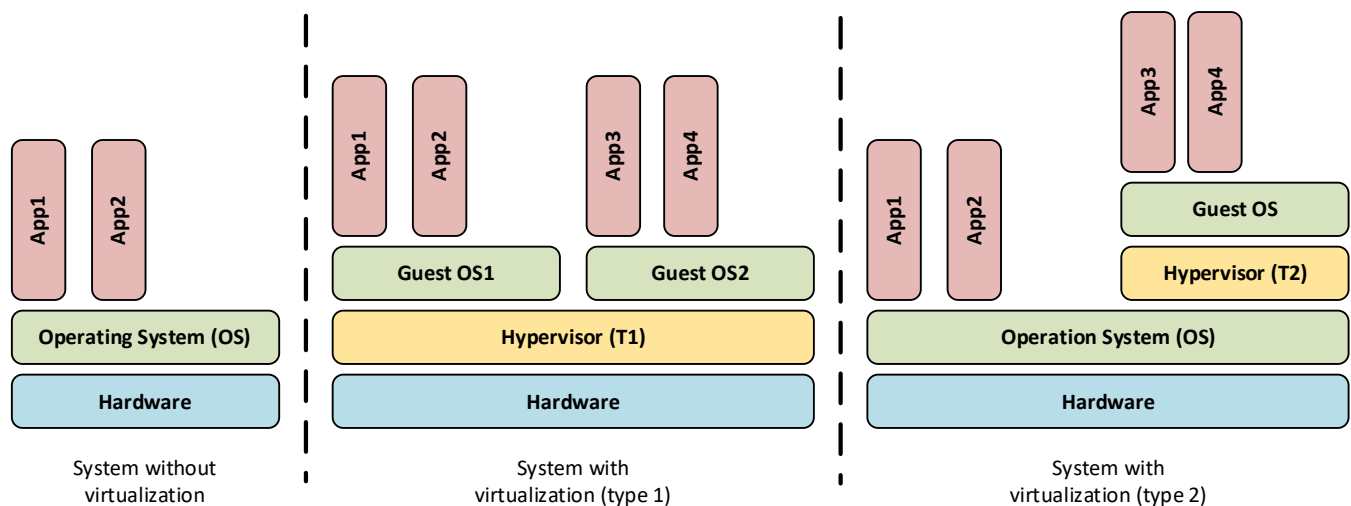 App1
App2
Operating System (OS)
Hardware
System without
virtualization
App1
App2
App3
App4
Guest OS1
Guest OS2
Hypervisor (T1)
Hardware
System with
virtualization (type 1)
App3
App4
Guest OS
Hypervisor (T2)
App1
App2
Operation System (OS)
Hardware
System with
virtualization (type 2)